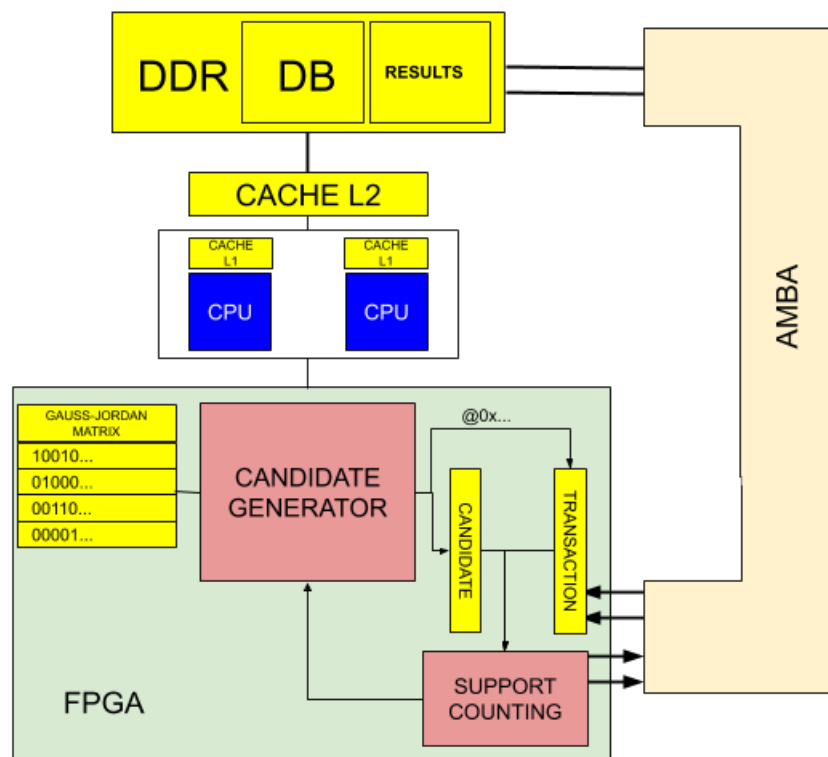 DDR
DB
RESULTS
CACHE L2
CACHE
L1
CACHE
L1
CPU
CPU
AMBA
GAUSS-JORDAN
MATRIX
10010...
01000...
00110...
00001...
CANDIDATE
GENERATOR
@0x...
CANDIDATE
TRANSACTION
SUPPORT
COUNTING
FPGA